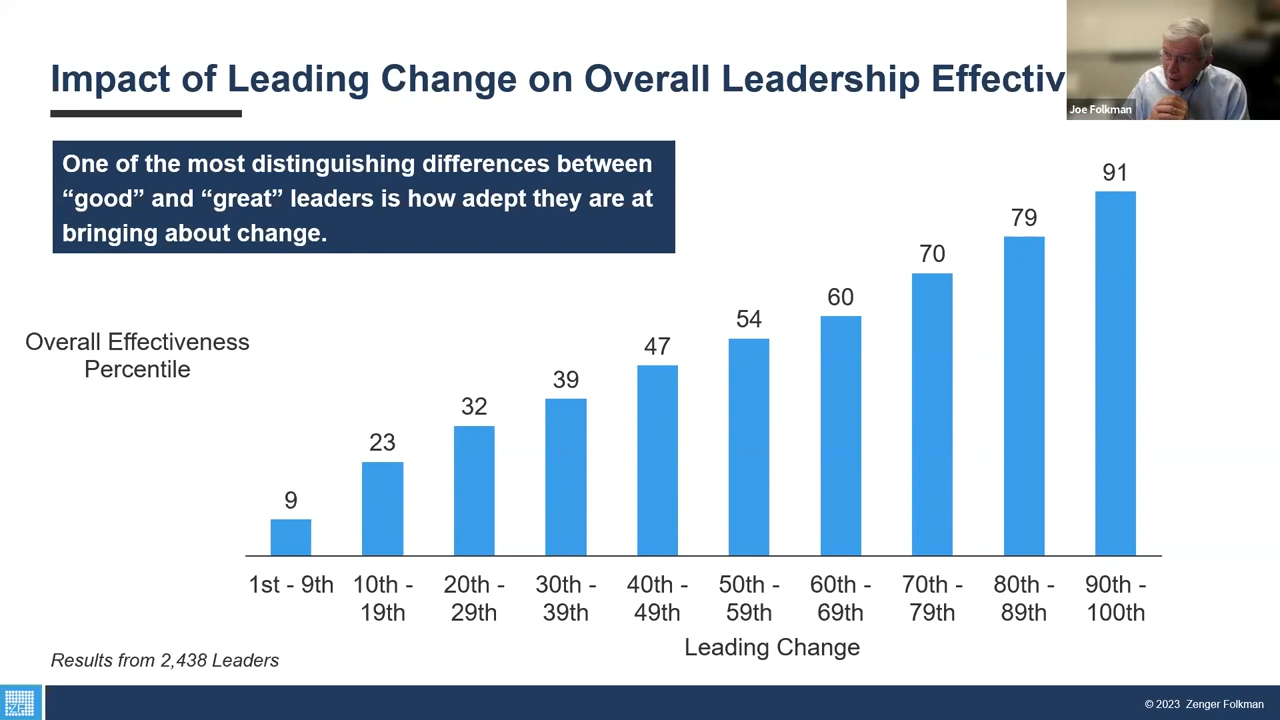 Impact of Leading Change on Overall Leadership Effectiv
Joe Folkman
One of the most distinguishing differences between
“good” and “great” leaders is how adept they are at
bringing about change.
91
79
70
60
54
47
39
32
23
9
Overall Effectiveness
Percentile
1st - 9th 10th - 20th - 30th - 40th - 50th - 60th - 70th - 80th - 90th -
19th 29th 39th 49th 59th 69th 79th 89th 100th
Leading Change
Results from 2,438 Leaders
ZF
© 2023 Zenger Folkman